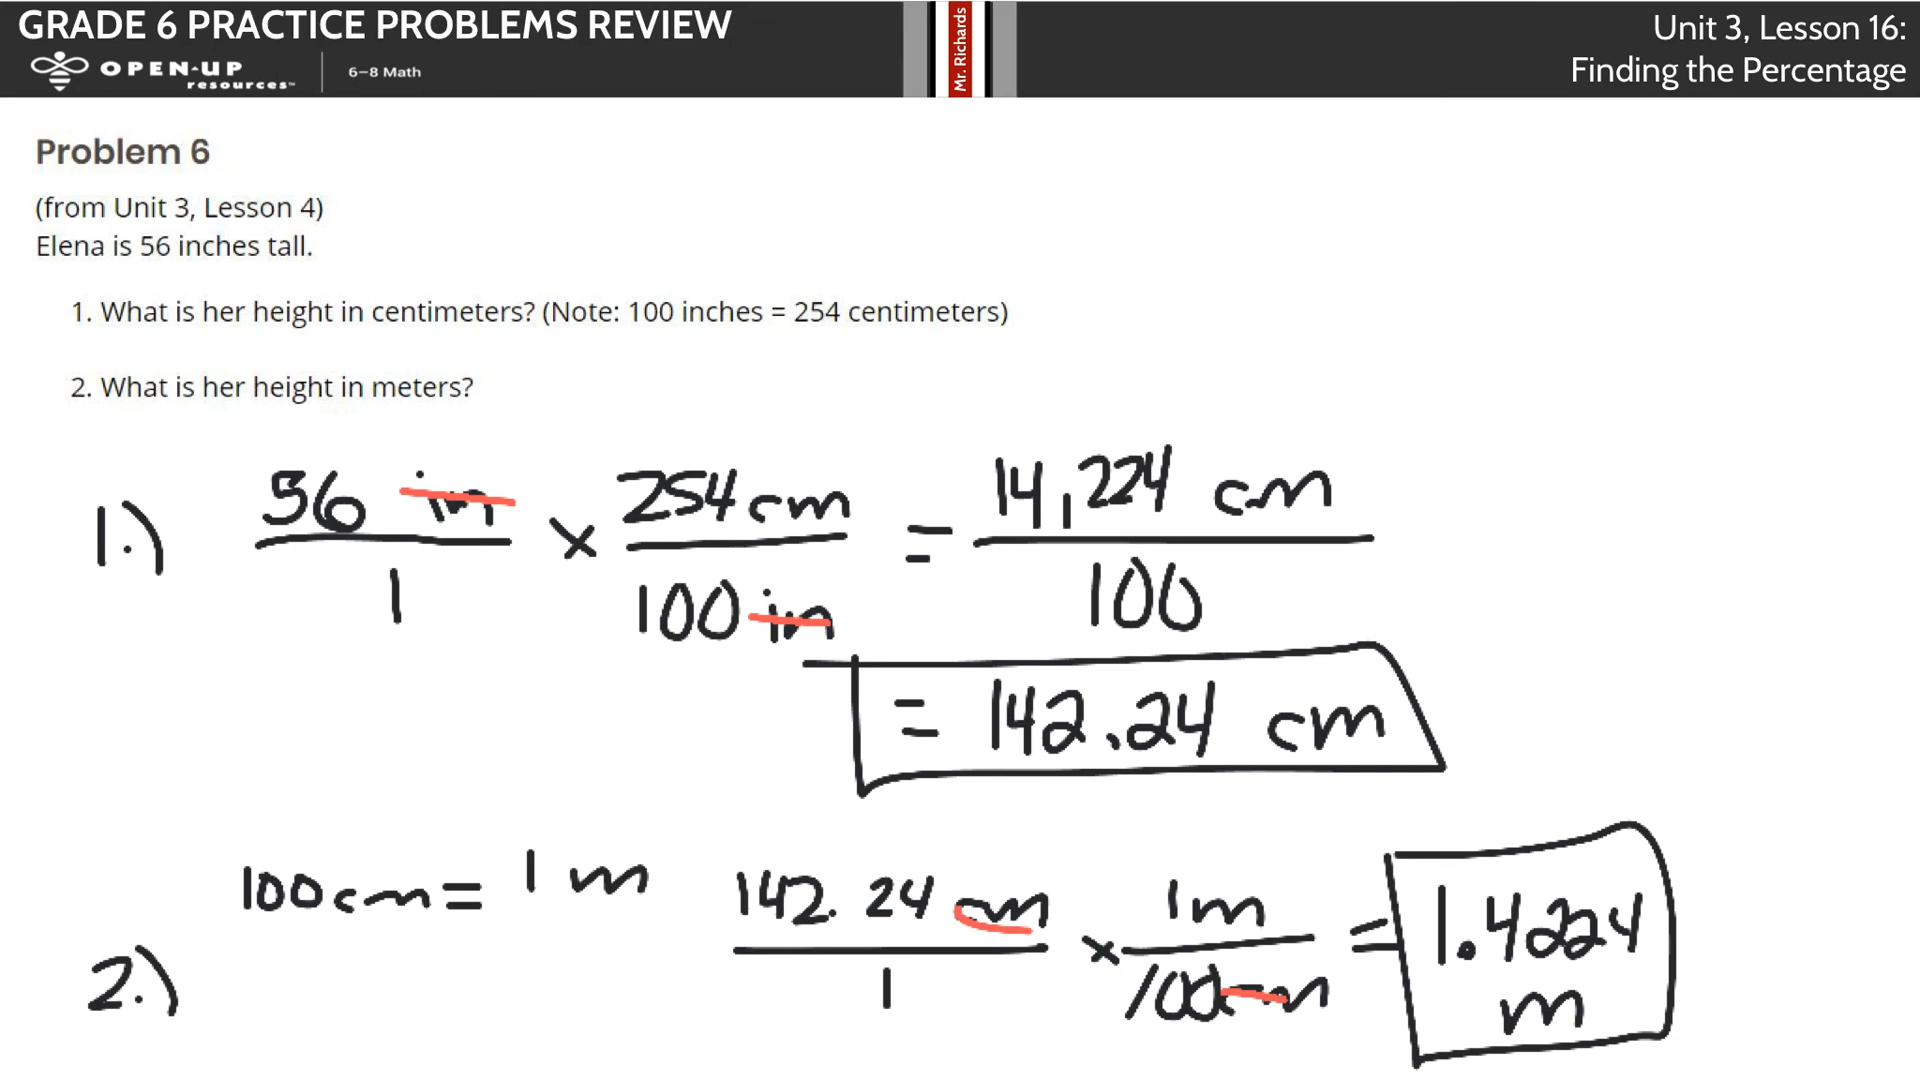 GRADE 6 PRACTICE PROBLEMS REVIEW
OPEN-UP resources™ 6–8 Math
Mr. Richards
Unit 3, Lesson 16:
Finding the Percentage
Problem 6
(from Unit 3, Lesson 4)
Elena is 56 inches tall.
1. What is her height in centimeters? (Note: 100 inches = 254 centimeters)
2. What is her height in meters?
1.) 56 in / 1 × 254 cm / 100 in = 14,224 cm / 100
= 142.24 cm
100 cm = 1 m
2.) 142.24 cm / 1 × 1 m / 100 cm = 1.4224 m